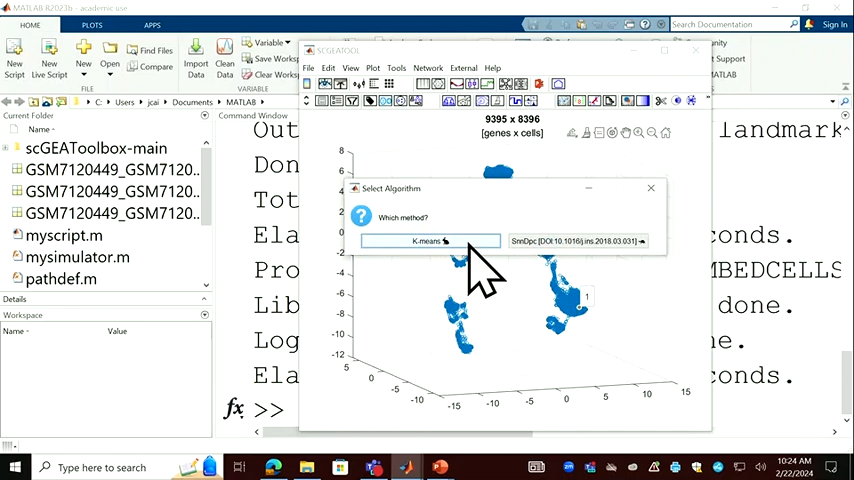 MATLAB R2023b - academic use
HOME PLOTS APPS Search Documentation Sign In
New Script
New Live Script
New
Open
Find Files
Compare
Import Data
Clean Data
Variable
Save Works
Clear Works
VARIABLE
SCGEATOOL
File Edit View Plot Tools Network External Help
Community
t Support
MATLAB
C: Users jcai Documents MATLAB
Current Folder
Name
scGEAToolbox-main
GSM7120449_GSM7120...
GSM7120449_GSM7120...
GSM7120449_GSM7120...
myscript.m
mysimulator.m
pathdef.m
Details
Workspace
Name Value
Command Window
Out
landmark
Don
Tot
Ela
conds.
Pro
MBEDCELLS
Lib
done.
Log
ne.
Ela
conds.
fx >>
9395 x 8396
[genes x cells]
8
6
4
2
0
-2
-4
-6
-8
-10
-12
5
0
-5
-10
-15 -10 -5 0 5 10 15
1
Select Algorithm
Which method?
K-means
SnnDpc [DOI:10.1016/j.ins.2018.03.031]
Type here to search
10:24 AM
2/22/2024